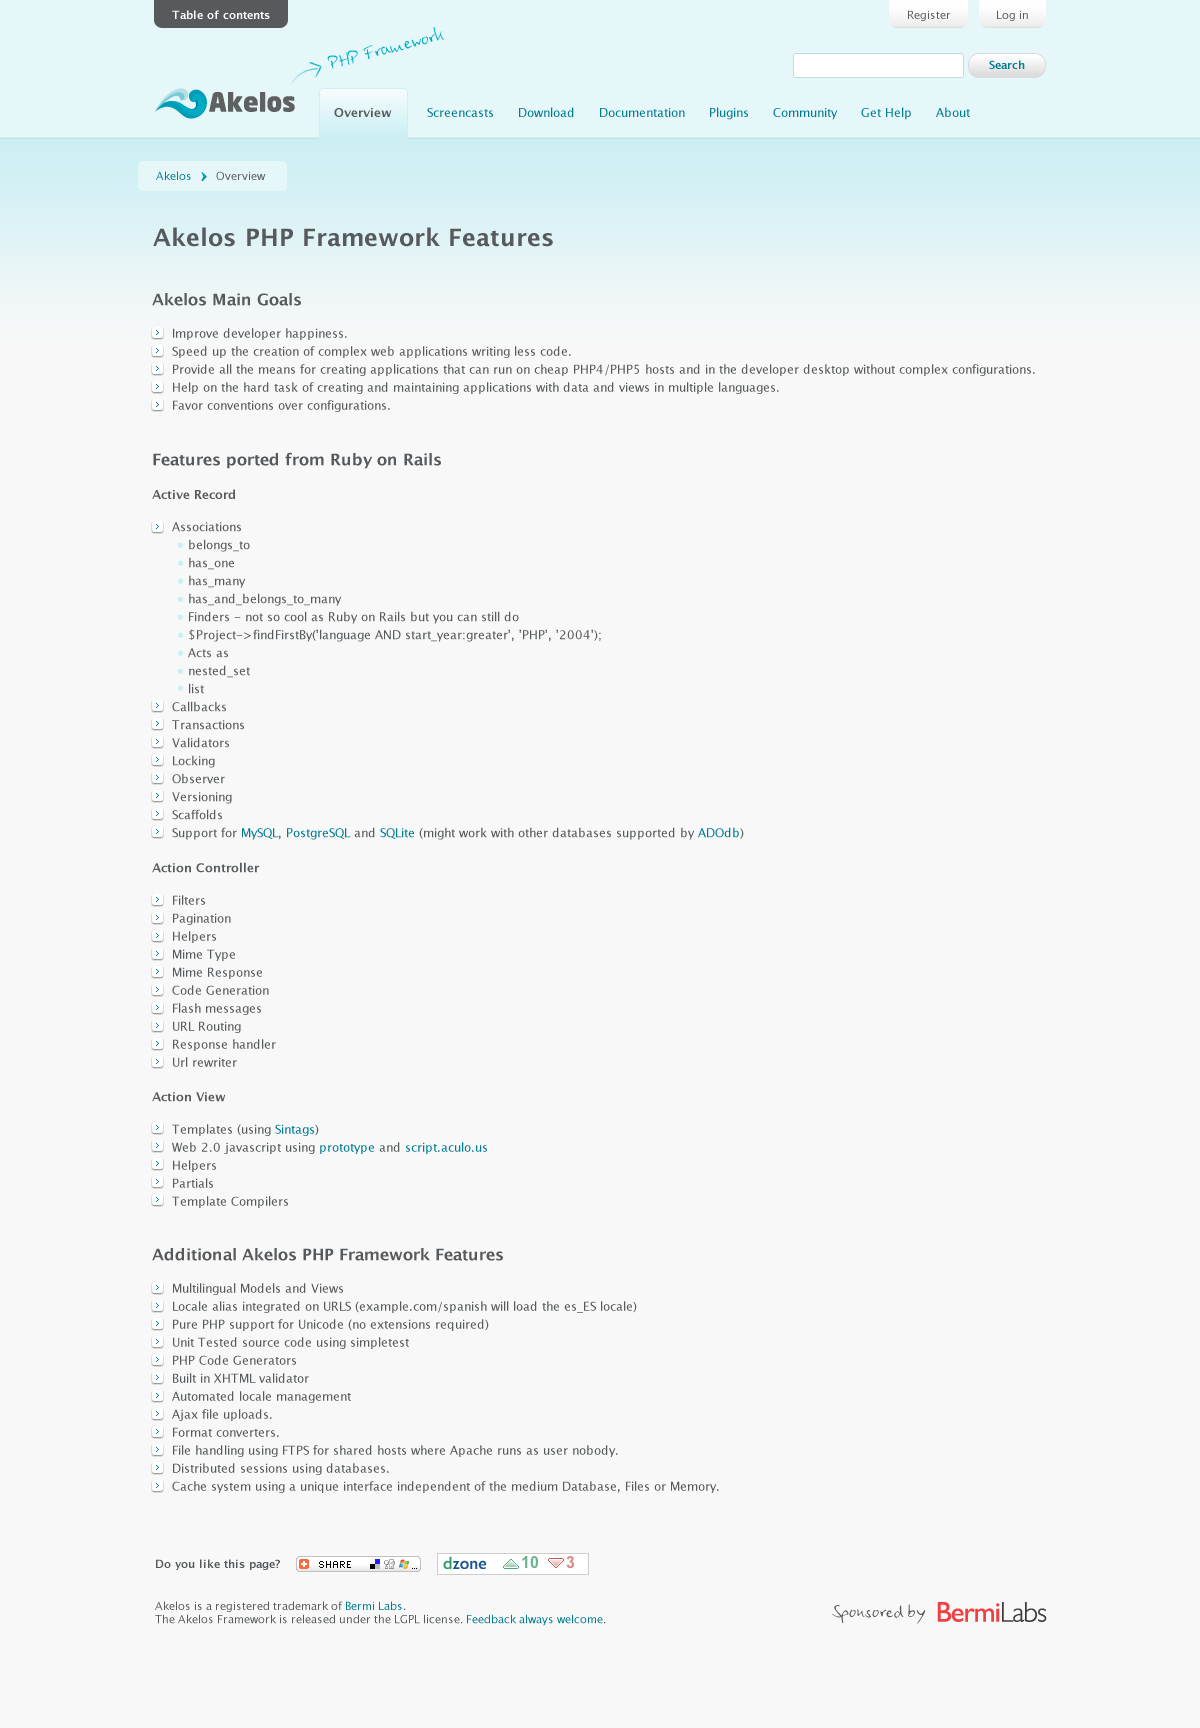 Table of contents
Register
Log in
PHP Framework
Search
Akelos
Overview
Screencasts
Download
Documentation
Plugins
Community
Get Help
About
Akelos
Overview
Akelos PHP Framework Features
Akelos Main Goals
Improve developer happiness.
Speed up the creation of complex web applications writing less code.
Provide all the means for creating applications that can run on cheap PHP4/PHP5 hosts and in the developer desktop without complex configurations.
Help on the hard task of creating and maintaining applications with data and views in multiple languages.
Favor conventions over configurations.
Features ported from Ruby on Rails
Active Record
Associations
belongs_to
has_one
has_many
has_and_belongs_to_many
Finders - not so cool as Ruby on Rails but you can still do
$Project->findFirstBy('language AND start_year:greater', 'PHP', '2004');
Acts as
nested_set
list
Callbacks
Transactions
Validators
Locking
Observer
Versioning
Scaffolds
Support for MySQL, PostgreSQL and SQLite (might work with other databases supported by ADOdb)
Action Controller
Filters
Pagination
Helpers
Mime Type
Mime Response
Code Generation
Flash messages
URL Routing
Response handler
Url rewriter
Action View
Templates (using Sintags)
Web 2.0 javascript using prototype and script.aculo.us
Helpers
Partials
Template Compilers
Additional Akelos PHP Framework Features
Multilingual Models and Views
Locale alias integrated on URLS (example.com/spanish will load the es_ES locale)
Pure PHP support for Unicode (no extensions required)
Unit Tested source code using simpletest
PHP Code Generators
Built in XHTML validator
Automated locale management
Ajax file uploads.
Format converters.
File handling using FTPS for shared hosts where Apache runs as user nobody.
Distributed sessions using databases.
Cache system using a unique interface independent of the medium Database, Files or Memory.
Do you like this page?
SHARE ...
dzone 10 3
Akelos is a registered trademark of Bermi Labs.
The Akelos Framework is released under the LGPL license. Feedback always welcome.
Sponsored by BermiLabs